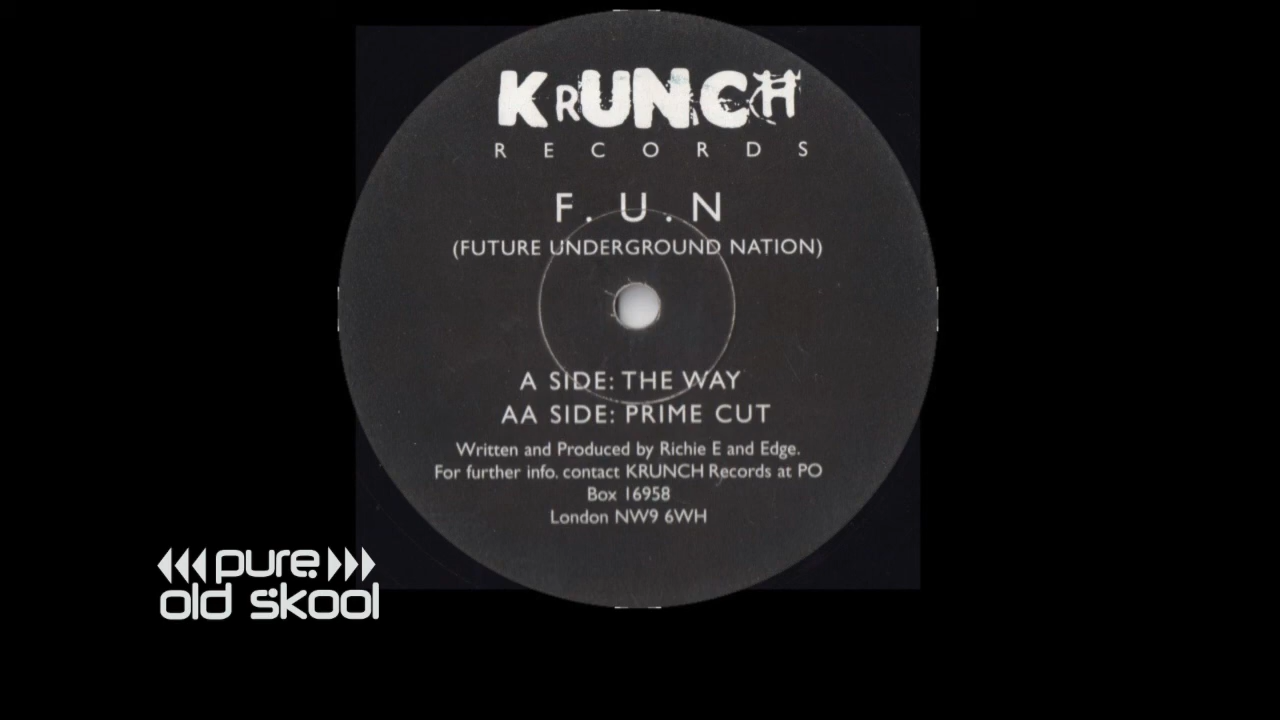 KRUNCH
RECORDS
F. U. N
(FUTURE UNDERGROUND NATION)
A SIDE: THE WAY
AA SIDE: PRIME CUT
Written and Produced by Richie E and Edge.
For further info. contact KRUNCH Records at PO
Box 16958
London NW9 6WH
pure
old skool